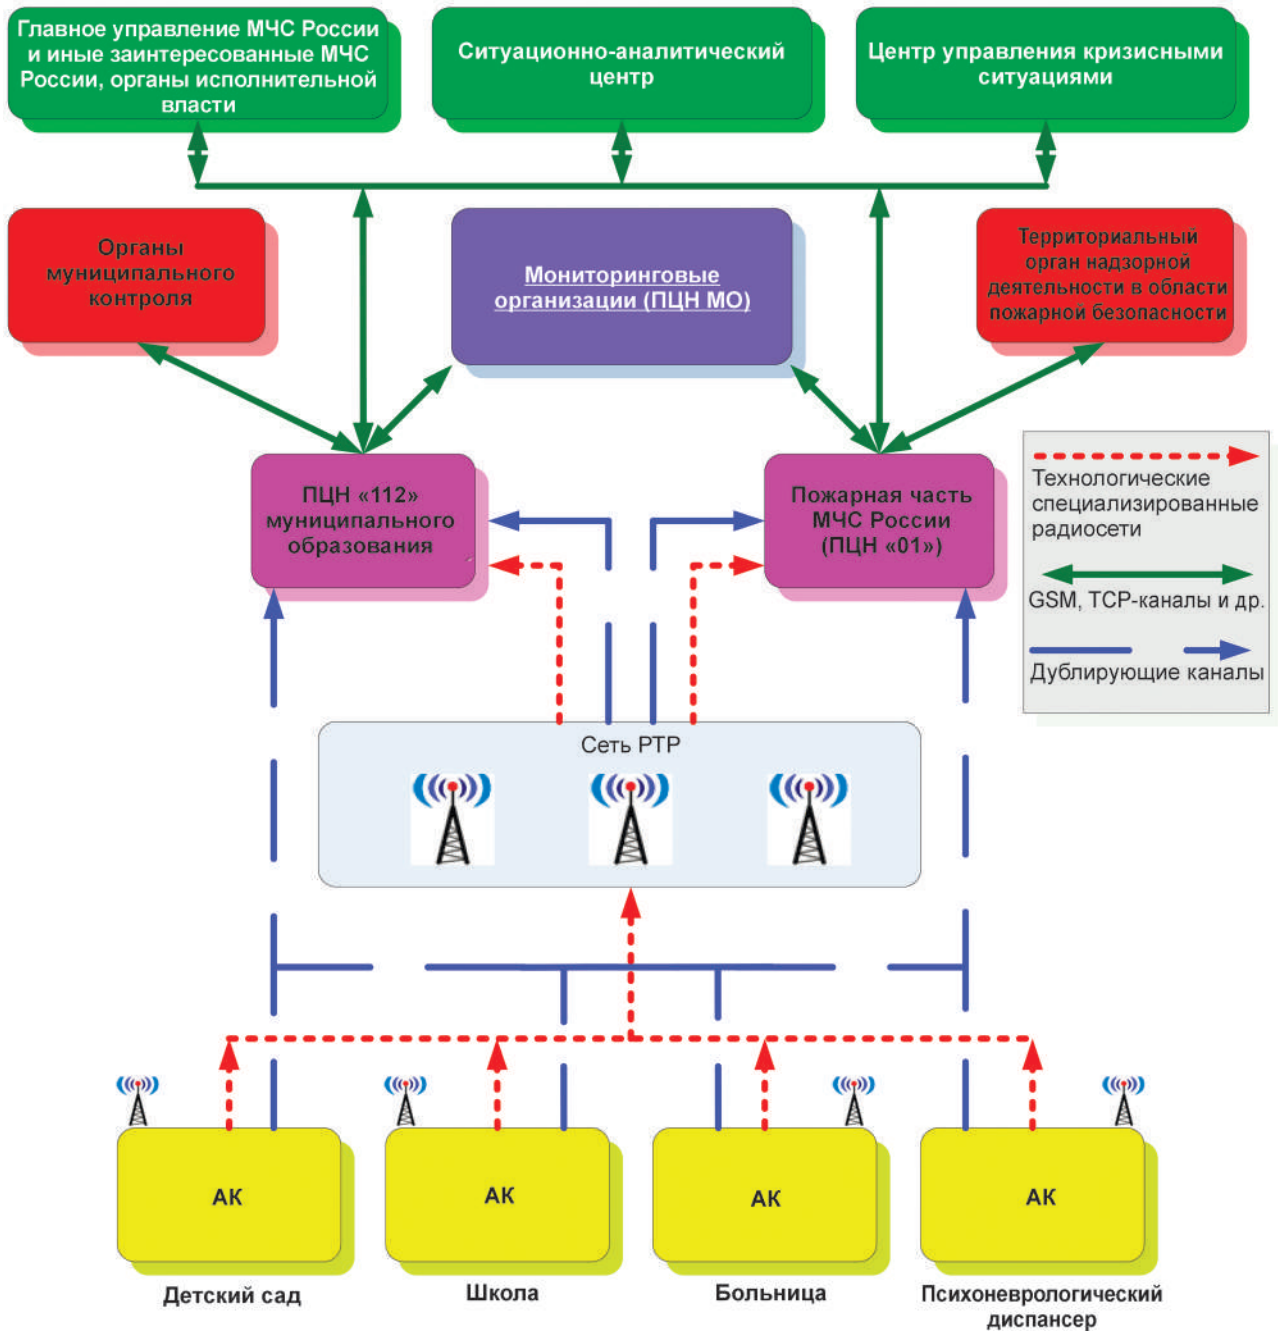 Главное управление МЧС России
и иные заинтересованные МЧС
России, органы исполнительной
власти
Ситуационно-аналитический
центр
Центр управления кризисными
ситуациями
Органы
муниципального
контроля
Мониторинговые
организации (ПЦН МО)
Территориальный
орган надзорной
деятельности в области
пожарной безопасности
ПЦН «112»
муниципального
образования
Пожарная часть
МЧС России
(ПЦН «01»)
Технологические
специализированные
радиосети
GSM, TCP-каналы и др.
Дублирующие каналы
Сеть РТР
АК
АК
АК
АК
Детский сад
Школа
Больница
Психоневрологический
диспансер